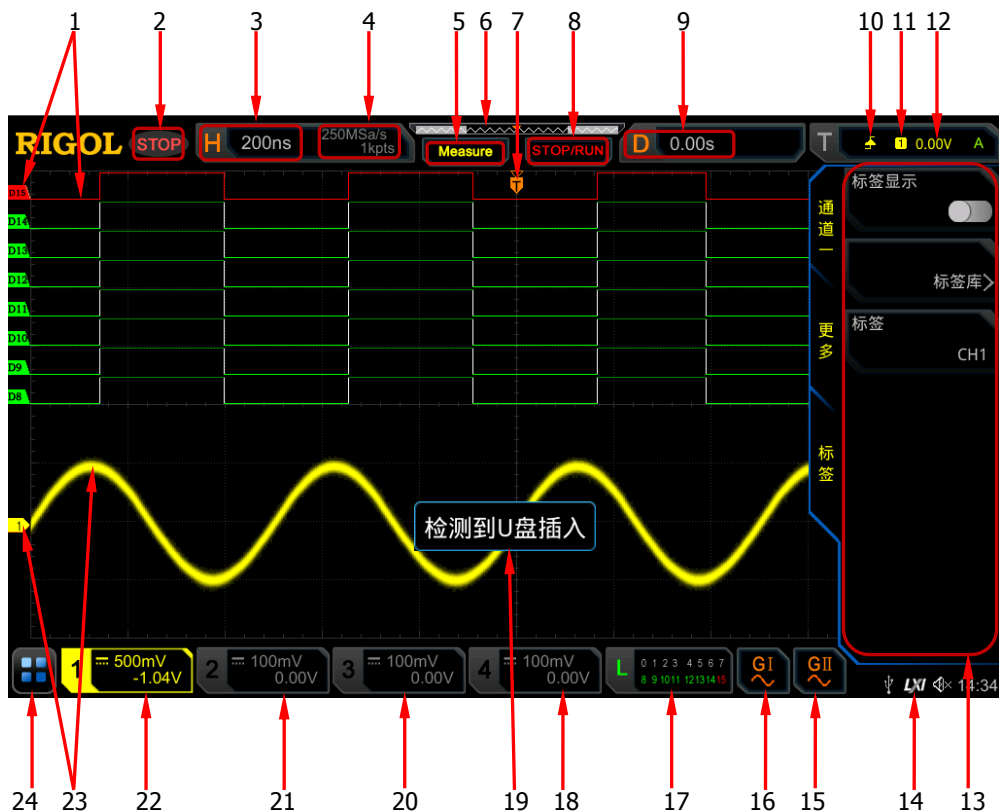 1 2 3 4 5 6 7 8 9 10 11 12
RIGOL STOP H 200ns 250MSa/s 1kpts Measure STOP/RUN D 0.00s T 1 0.00V A
T
D15
D14
D13
D12
D11
D10
D9
D8
1
通道一
更多
标签
标签显示
标签库>
标签
CH1
检测到U盘插入
1 500mV -1.04V
2 100mV 0.00V
3 100mV 0.00V
4 100mV 0.00V
L 0 1 2 3 4 5 6 7
8 9 10 11 12 13 14 15
GI
GII
LXI 14:34
24 23 22 21 20 19 18 17 16 15 14 13